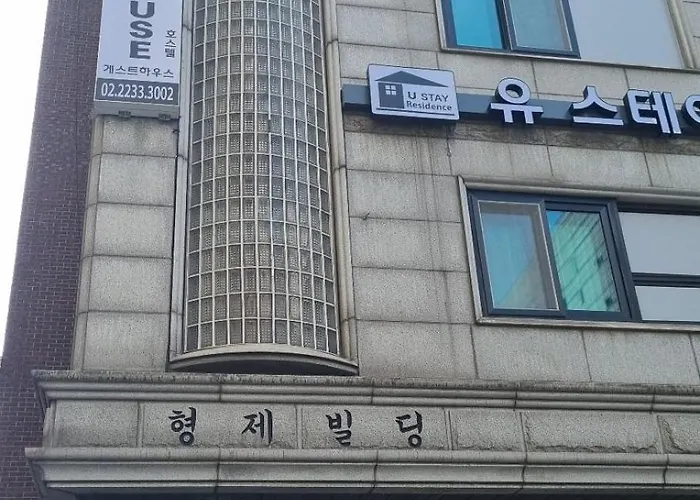 USE
호스텔
게스트하우스
02.2233.3002
U STAY
Residence
유 스테이
형제빌딩